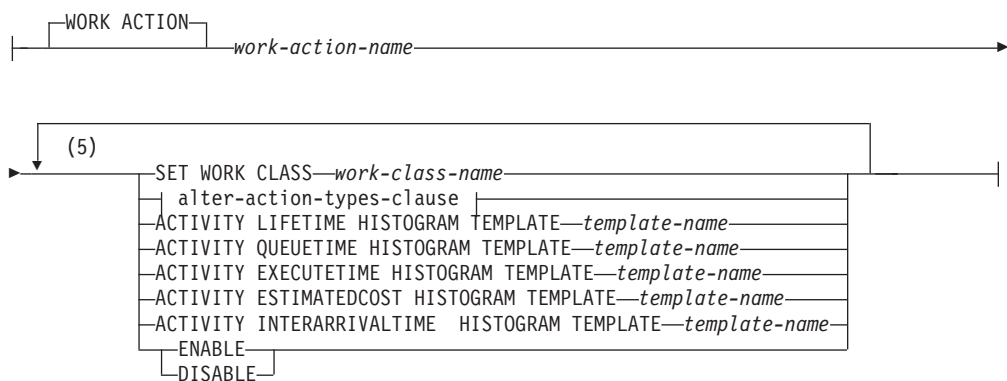 WORK ACTION
work-action-name
(5)
SET WORK CLASS work-class-name
alter-action-types-clause
ACTIVITY LIFETIME HISTOGRAM TEMPLATE template-name
ACTIVITY QUEUETIME HISTOGRAM TEMPLATE template-name
ACTIVITY EXECUTETIME HISTOGRAM TEMPLATE template-name
ACTIVITY ESTIMATEDCOST HISTOGRAM TEMPLATE template-name
ACTIVITY INTERARRIVALTIME HISTOGRAM TEMPLATE template-name
ENABLE
DISABLE